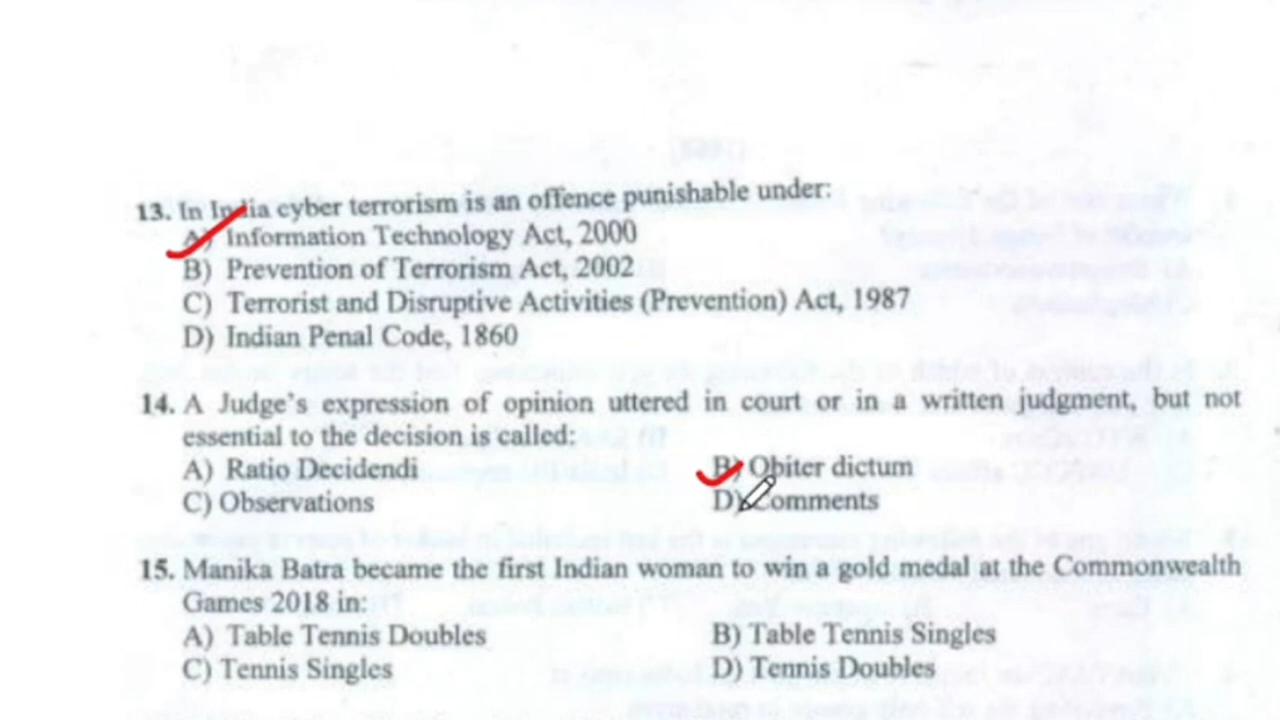 13. In India cyber terrorism is an offence punishable under:
A) Information Technology Act, 2000
B) Prevention of Terrorism Act, 2002
C) Terrorist and Disruptive Activities (Prevention) Act, 1987
D) Indian Penal Code, 1860
14. A Judge's expression of opinion uttered in court or in a written judgment, but not
essential to the decision is called:
A) Ratio Decidendi B) Obiter dictum
C) Observations D) Comments
15. Manika Batra became the first Indian woman to win a gold medal at the Commonwealth
Games 2018 in:
A) Table Tennis Doubles B) Table Tennis Singles
C) Tennis Singles D) Tennis Doubles